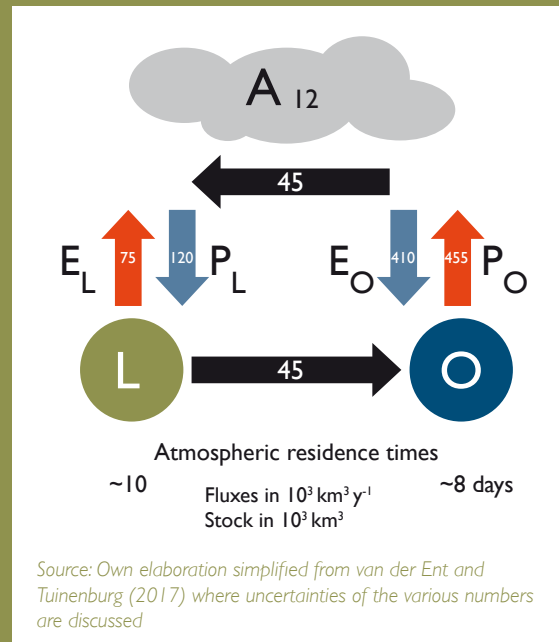 A 12
45
E L 75 120 P L E O 410 455 P O
L 45 O
Atmospheric residence times
~10 ~8 days
Fluxes in 10³ km³ y⁻¹
Stock in 10³ km³
Source: Own elaboration simplified from van der Ent and
Tuinenburg (2017) where uncertainties of the various numbers
are discussed